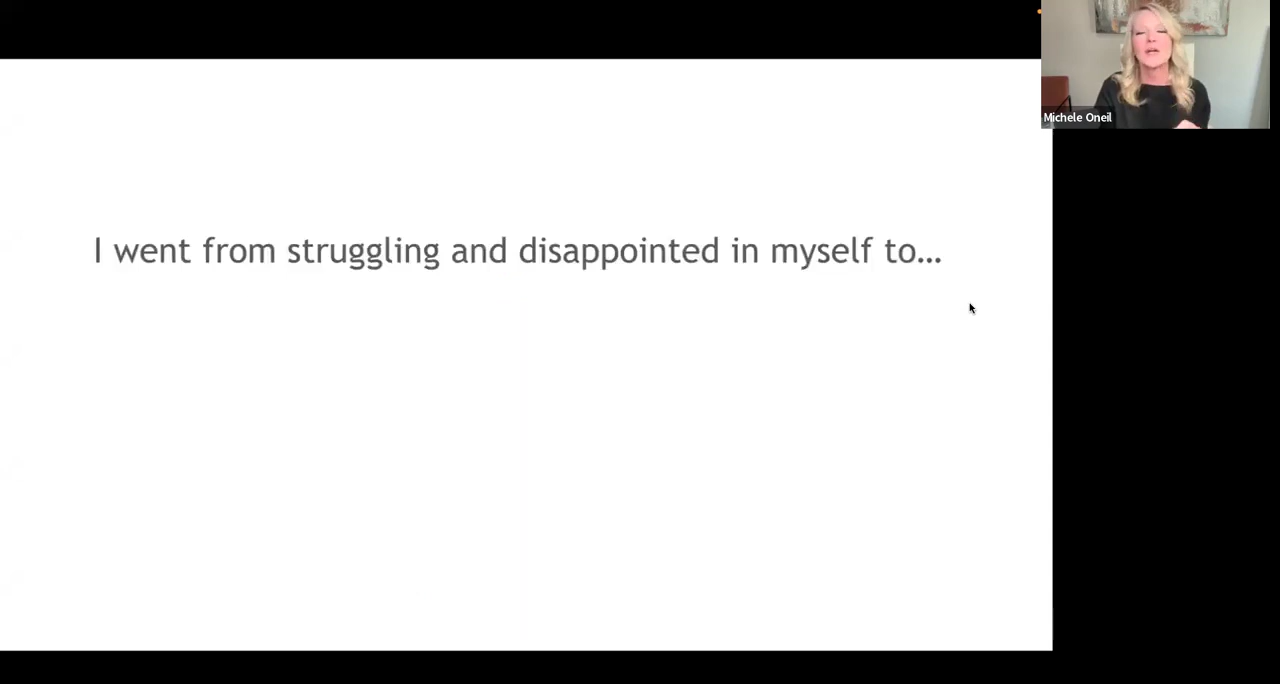 Michele Oneil
I went from struggling and disappointed in myself to...